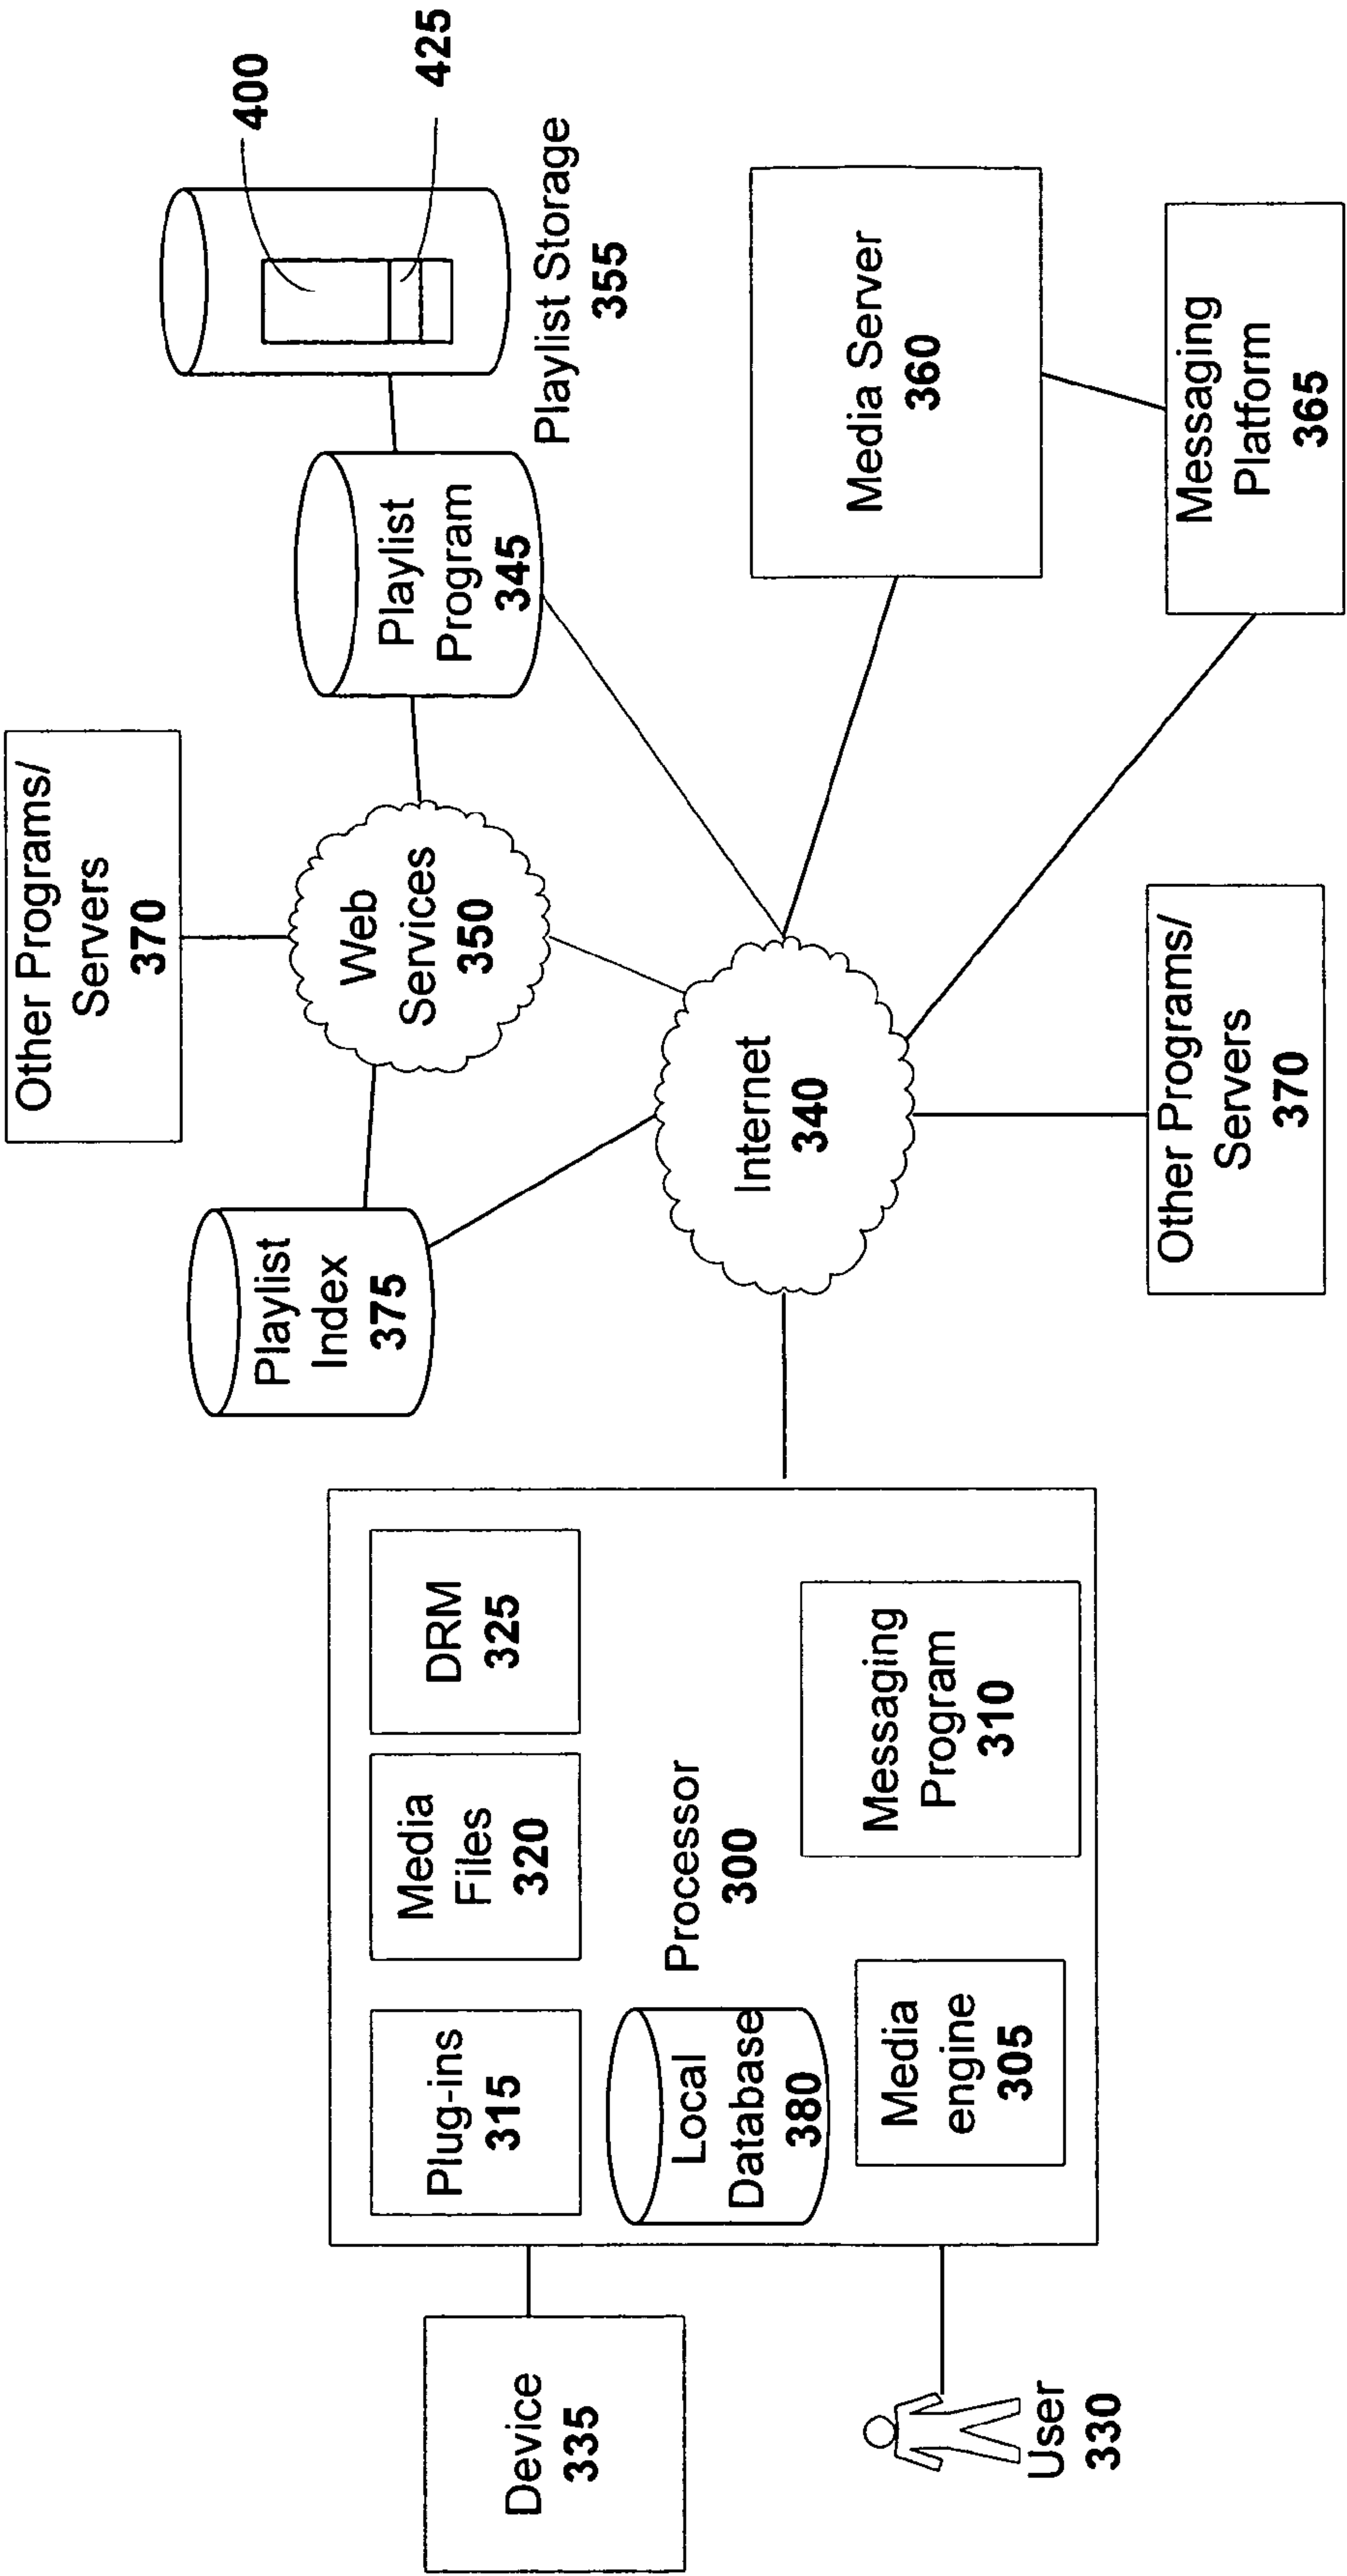 Other Programs/
Servers
370
400
425
Playlist
Index
375
Web
Services
350
Playlist
Program
345
Playlist Storage
355
Plug-ins
315
Media
Files
320
DRM
325
Device
335
Local
Database
380
Processor
300
Internet
340
Media Server
360
User
330
Media
engine
305
Messaging
Program
310
Other Programs/
Servers
370
Messaging
Platform
365